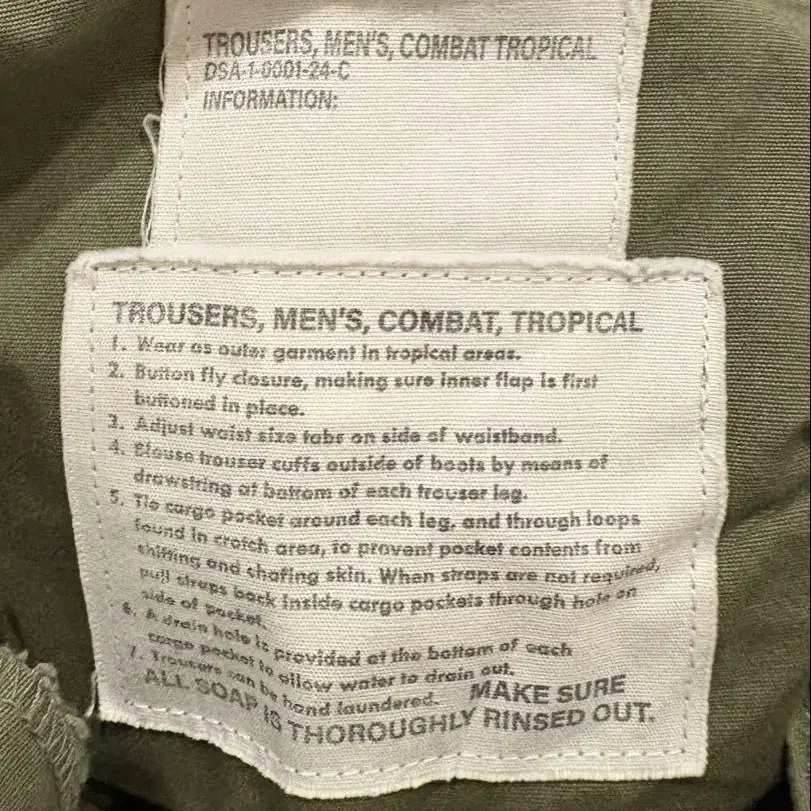 TROUSERS, MEN'S, COMBAT TROPICAL
DSA-1-0001-24-C
INFORMATION:
TROUSERS, MEN'S, COMBAT, TROPICAL
1. Wear as outer garment in tropical areas.
2. Button fly closure, making sure inner flap is first
buttoned in place.
3. Adjust waist size tabs on side of waistband.
4. Blouse trouser cuffs outside of boots by means of
drawstring at bottom of each trouser leg.
5. Tie cargo pocket around each leg, and through loops
found in crotch area, to prevent pocket contents from
shifting and chafing skin. When straps are not required,
pull straps back inside cargo pockets through hole on
side of pocket.
6. A drain hole is provided at the bottom of each
cargo pocket to allow water to drain out.
7. Trousers can be hand laundered. MAKE SURE
ALL SOAP IS THOROUGHLY RINSED OUT.